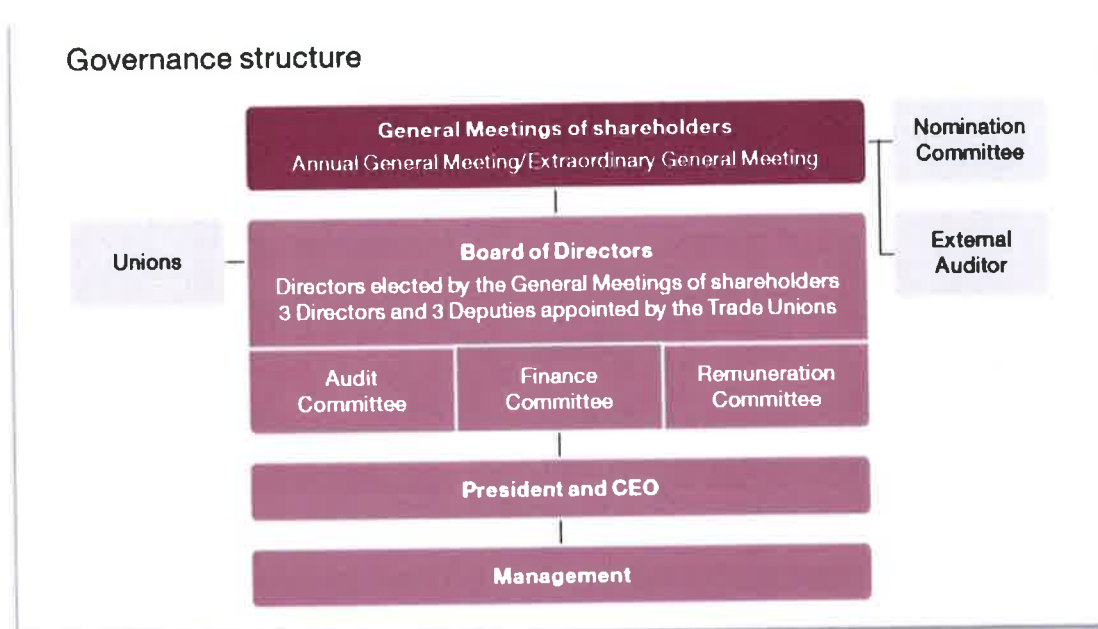 Governance structure
General Meetings of shareholders
Annual General Meeting/Extraordinary General Meeting
Nomination
Committee
Unions
Board of Directors
Directors elected by the General Meetings of shareholders
3 Directors and 3 Deputies appointed by the Trade Unions
External
Auditor
Audit
Committee
Finance
Committee
Remuneration
Committee
President and CEO
Management